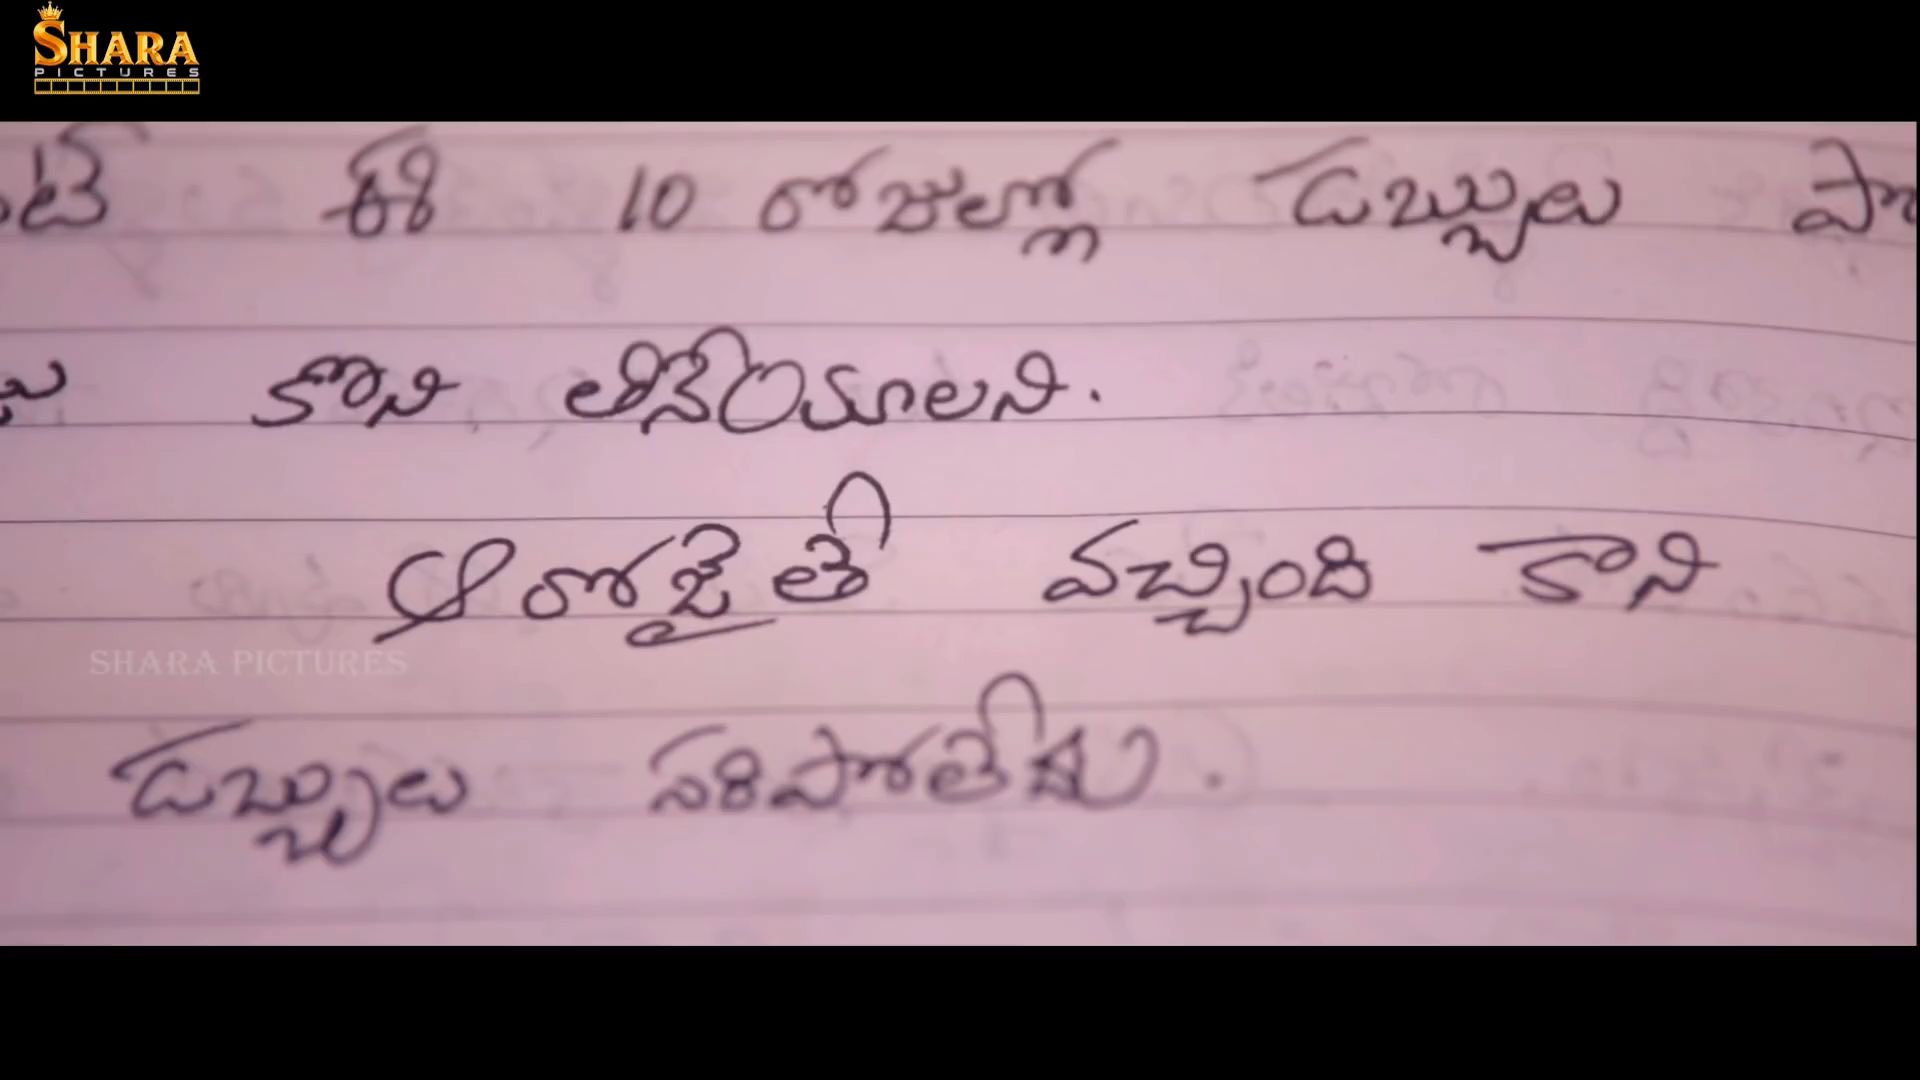 SHARA
PICTURES
ఈ 10 రోజుల్లో డబ్బులు
కొని తినేయాలని.
ఆ రోజైతే వచ్చింది కాని
SHARA PICTURES
డబ్బులు సరిపోలేదు.